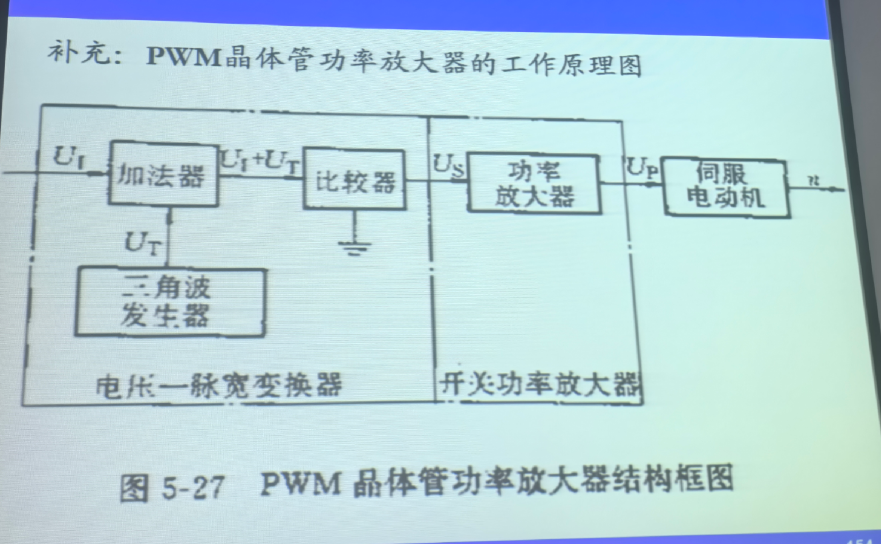 补充：PWM晶体管功率放大器的工作原理图
U_I 加法器 U_I+U_T 比较器 U_S 功率放大器 U_P 伺服电动机 n
U_T
三角波
发生器
电压—脉宽变换器 开关功率放大器
图 5-27 PWM 晶体管功率放大器结构框图